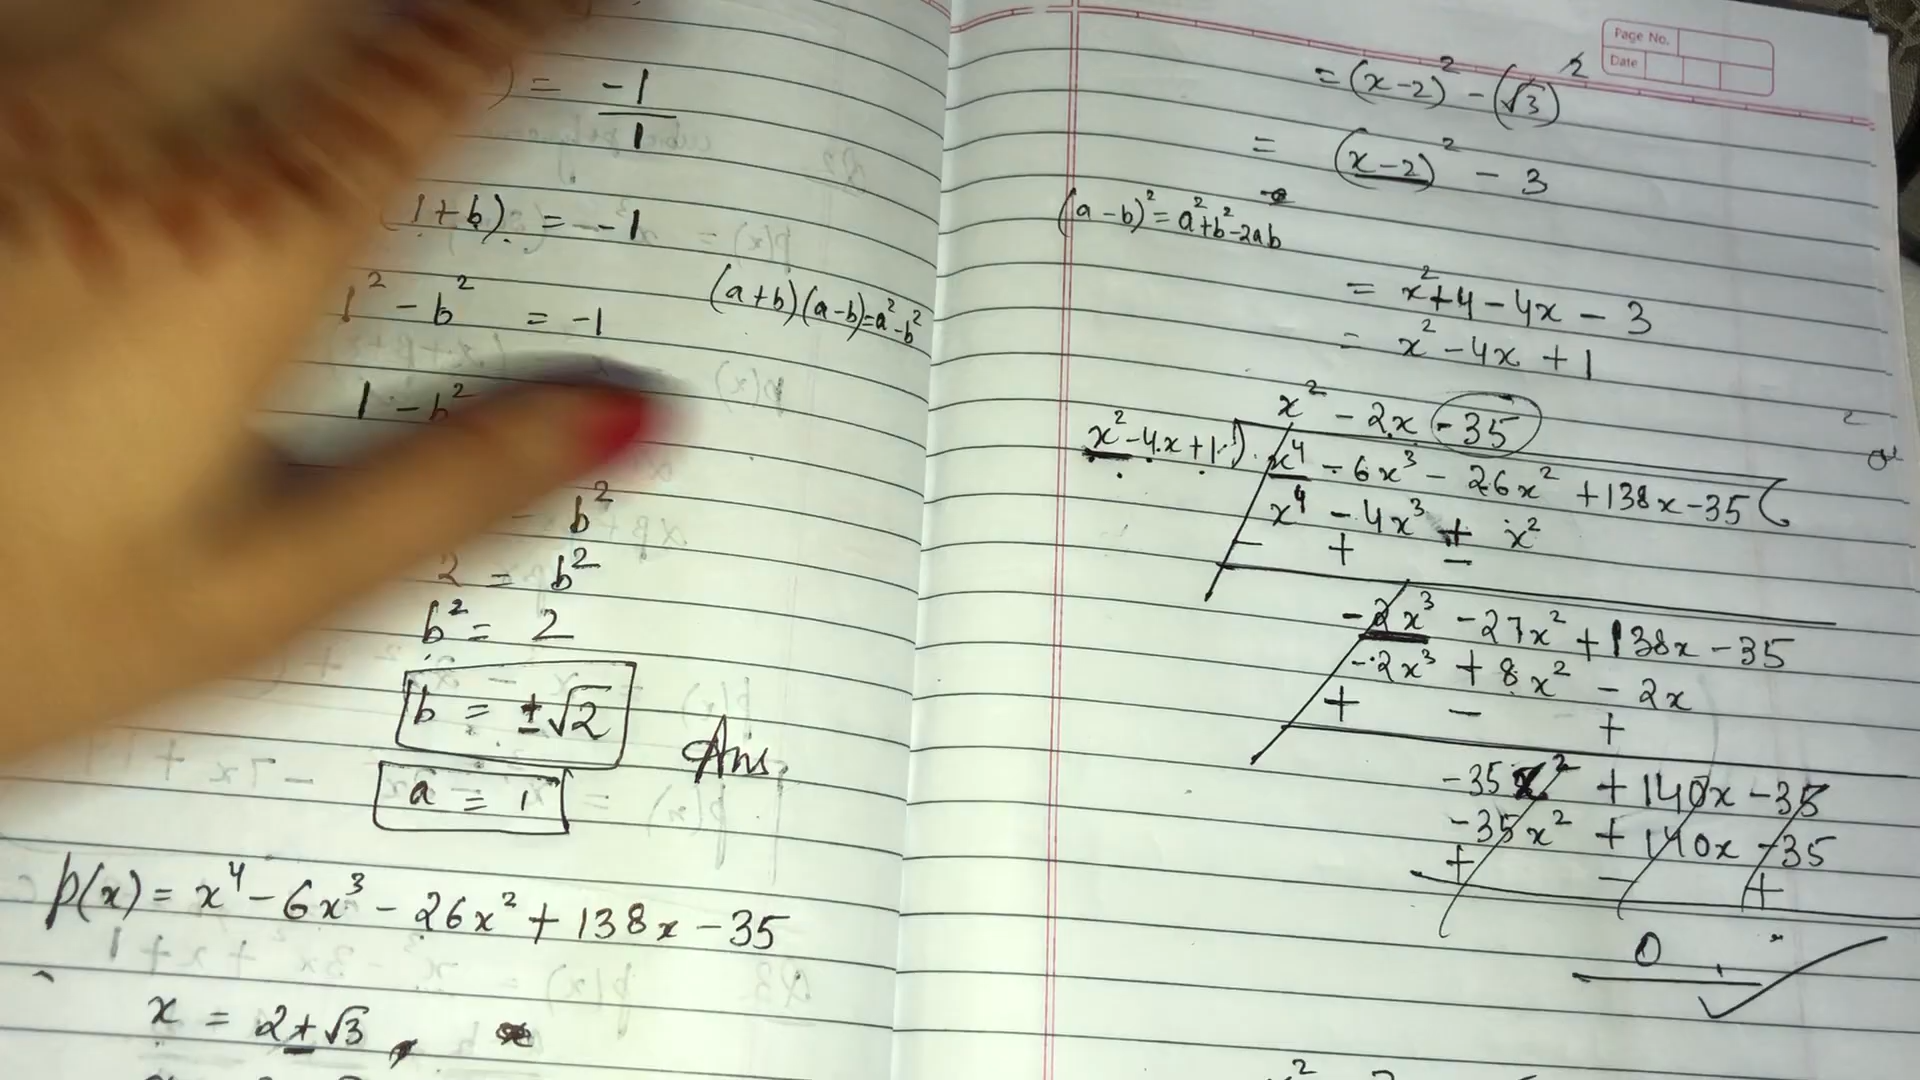 ) = -1
1
(1+b) = -1
1² - b² = -1 (a+b)(a-b)=a²-b²
1 - b²
- b²
2 = b²
b² = 2
b = ±√2
Ans.
a = 1
p(x) = x⁴ - 6x³ - 26x² + 138x - 35
x = 2±√3,
Page No.
Date
= (x-2)² - (√3)²
= (x-2)² - 3
(a-b)² = a²+b²-2ab
= x²+4-4x-3
= x²-4x+1
x² - 2x - 35
x²-4x+1) x⁴ - 6x³ - 26x² + 138x - 35 (
x⁴ - 4x³ + x²
- + -
-2x³ - 27x² + 138x - 35
-2x³ + 8x² - 2x
+ - +
-35x² + 140x - 35
-35x² + 140x - 35
+ - +
0